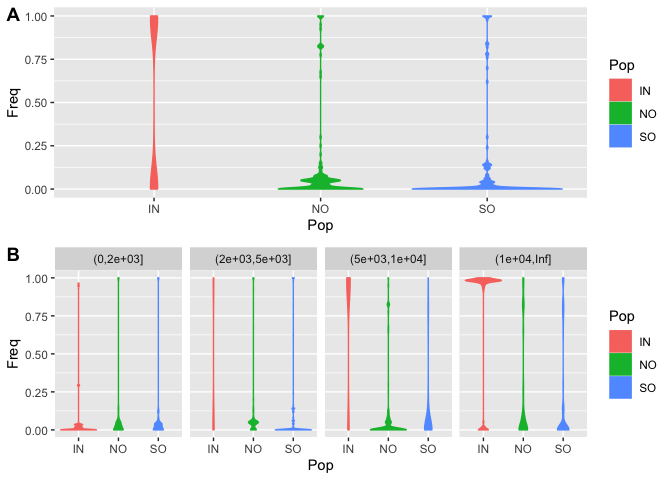 A
1.00
0.75
0.50
0.25
0.00
Freq
IN NO SO
Pop
Pop
IN
NO
SO
B
(0,2e+03] (2e+03,5e+03] (5e+03,1e+04] (1e+04,Inf]
1.00
0.75
0.50
0.25
0.00
Freq
IN NO SO IN NO SO IN NO SO IN NO SO
Pop
Pop
IN
NO
SO